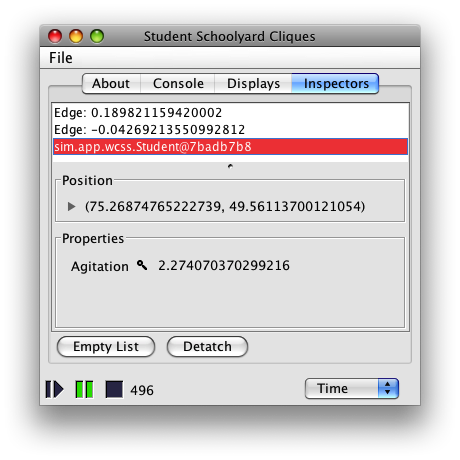 Student Schoolyard Cliques
File
About Console Displays Inspectors
Edge: 0.189821159420002
Edge: -0.04269213550992812
sim.app.wcss.Student@7badb7b8
Position
(75.26874765222739, 49.56113700121054)
Properties
Agitation 2.274070370299216
Empty List Detatch
496 Time